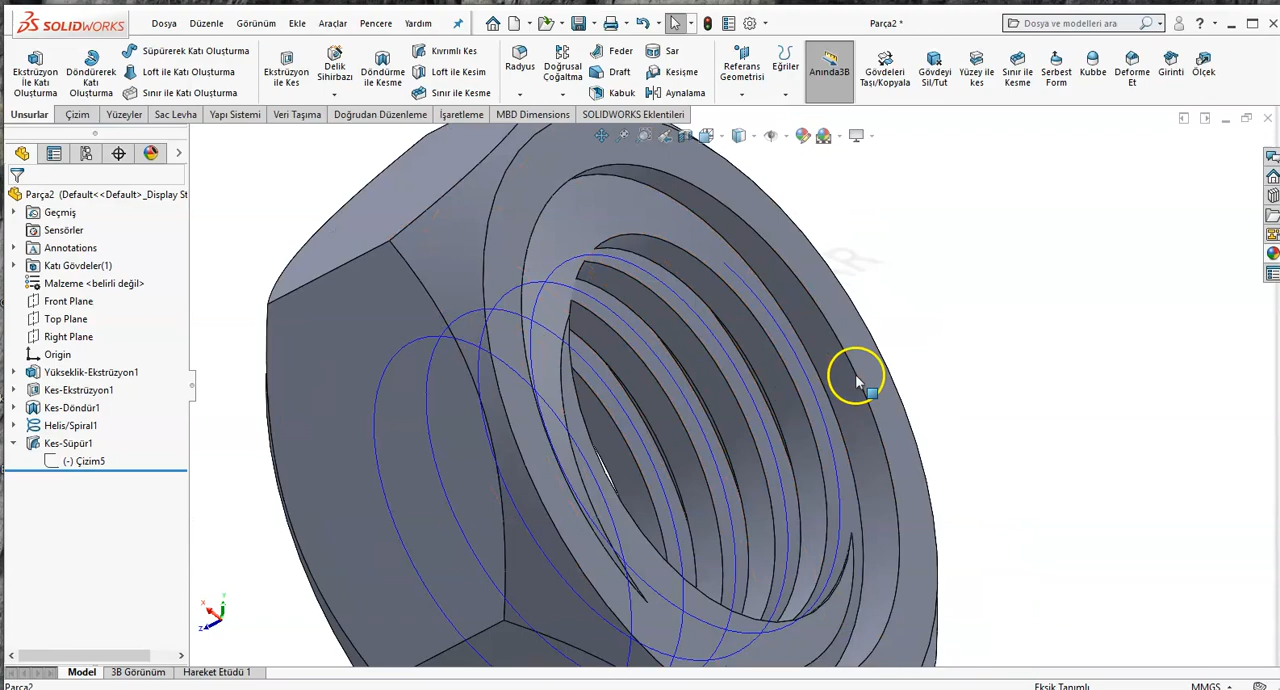 SOLIDWORKS Dosya Düzenle Görünüm Ekle Araçlar Pencere Yardım Parça2 * Dosya ve modelleri ara ?
Ekstrüzyon ile Katı Oluşturma
Döndürerek Katı Oluşturma
Süpürerek Katı Oluşturma
Loft ile Katı Oluşturma
Sınır ile Katı Oluşturma
Ekstrüzyon ile Kes
Delik Sihirbazı
Döndürme ile Kesme
Kıvrımlı Kes
Loft ile Kesim
Sınır ile Kesme
Radyus
Doğrusal Çoğaltma
Feder
Draft
Kabuk
Sar
Kesişme
Aynalama
Referans Geometrisi
Eğriler
Anında3B
Gövdeleri Taşı/Kopyala
Gövdeyi Sil/Tut
Yüzey ile kes
Sınır ile Kesme
Serbest Form
Kubbe
Deforme Et
Girinti
Ölçek
Unsurlar Çizim Yüzeyler Sac Levha Yapı Sistemi Veri Taşıma Doğrudan Düzenleme İşaretleme MBD Dimensions SOLIDWORKS Eklentileri
Parça2 (Default<<Default>_Display St
Geçmiş
Sensörler
Annotations
Katı Gövdeler(1)
Malzeme <belirli değil>
Front Plane
Top Plane
Right Plane
Origin
Yükseklik-Ekstrüzyon1
Kes-Ekstrüzyon1
Kes-Döndür1
Helis/Spiral1
Kes-Süpür1
(-) Çizim5
Y
X
Z
Model 3B Görünüm Hareket Etüdü 1
Parça2 Eksik Tanımlı MMGS